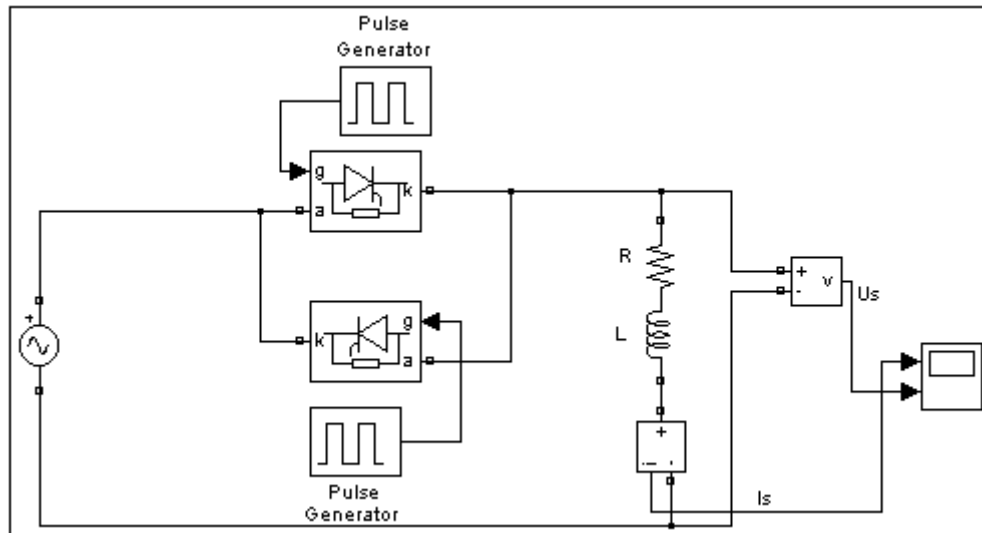 Pulse
Generator
g
k
a
+
R
+
v
-
Us
g
k
a
L
+
i
-
Pulse
Generator
Is